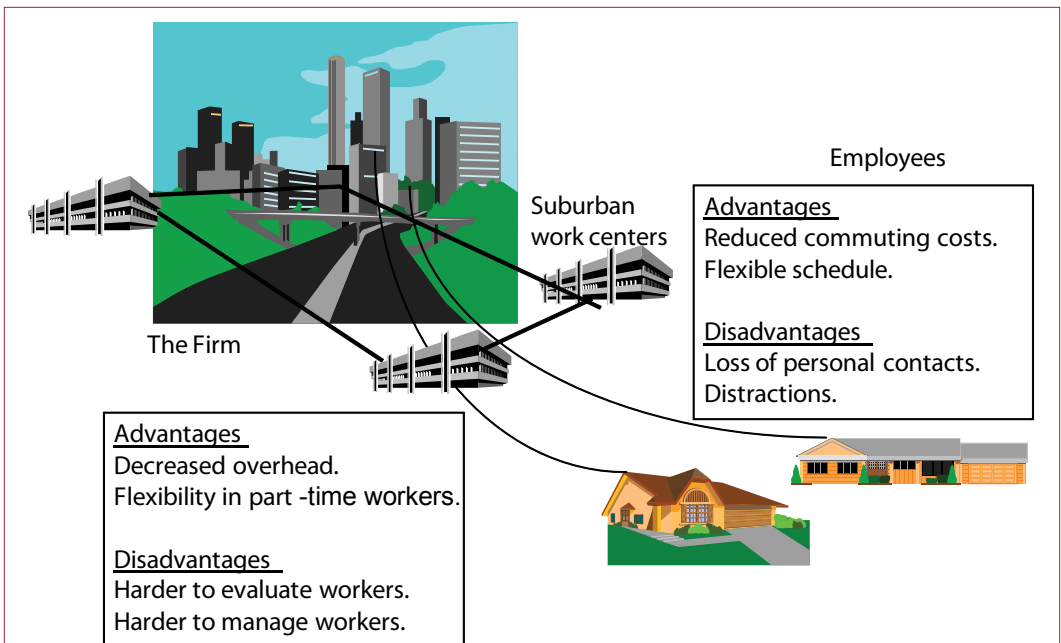 Employees
Suburban
work centers
Advantages
Reduced commuting costs.
Flexible schedule.
Disadvantages
Loss of personal contacts.
Distractions.
The Firm
Advantages
Decreased overhead.
Flexibility in part -time workers.
Disadvantages
Harder to evaluate workers.
Harder to manage workers.